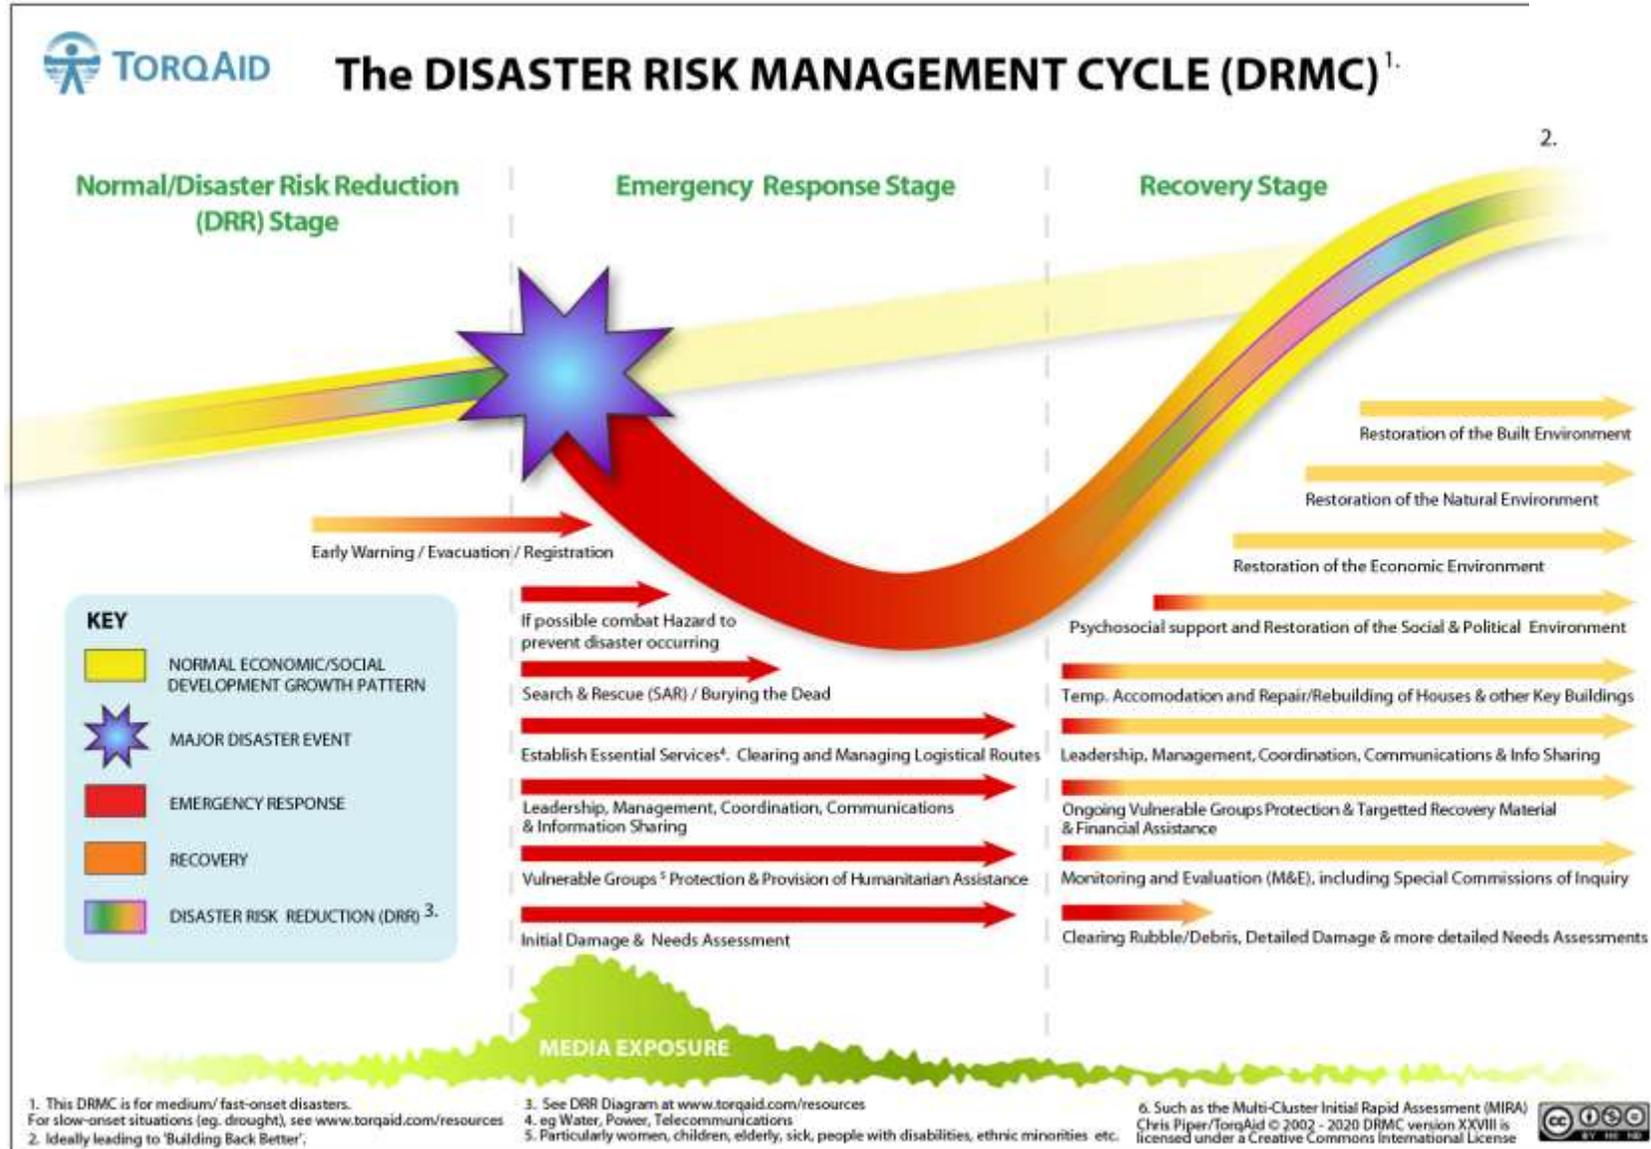 TORQAID
The DISASTER RISK MANAGEMENT CYCLE (DRMC) 1.
2.
Normal/Disaster Risk Reduction
(DRR) Stage
Emergency Response Stage
Recovery Stage
Restoration of the Built Environment
Restoration of the Natural Environment
Restoration of the Economic Environment
Psychosocial support and Restoration of the Social & Political Environment
Temp. Accomodation and Repair/Rebuilding of Houses & other Key Buildings
Leadership, Management, Coordination, Communications & Info Sharing
Ongoing Vulnerable Groups Protection & Targetted Recovery Material
& Financial Assistance
Monitoring and Evaluation (M&E), including Special Commissions of Inquiry
Clearing Rubble/Debris, Detailed Damage & more detailed Needs Assessments
Early Warning / Evacuation / Registration
If possible combat Hazard to
prevent disaster occurring
Search & Rescue (SAR) / Burying the Dead
Establish Essential Services4. Clearing and Managing Logistical Routes
Leadership, Management, Coordination, Communications
& Information Sharing
Vulnerable Groups 5 Protection & Provision of Humanitarian Assistance
Initial Damage & Needs Assessment
KEY
NORMAL ECONOMIC/SOCIAL
DEVELOPMENT GROWTH PATTERN
MAJOR DISASTER EVENT
EMERGENCY RESPONSE
RECOVERY
DISASTER RISK REDUCTION (DRR) 3.
MEDIA EXPOSURE
1. This DRMC is for medium/ fast-onset disasters.
For slow-onset situations (eg. drought), see www.torqaid.com/resources
2. Ideally leading to 'Building Back Better'.
3. See DRR Diagram at www.torqaid.com/resources
4. eg Water, Power, Telecommunications
5. Particularly women, children, elderly, sick, people with disabilities, ethnic minorities etc.
6. Such as the Multi-Cluster Initial Rapid Assessment (MIRA)
Chris Piper/TorqAid © 2002 - 2020 DRMC version XXVIII is
licensed under a Creative Commons International License
cc
BY NC ND